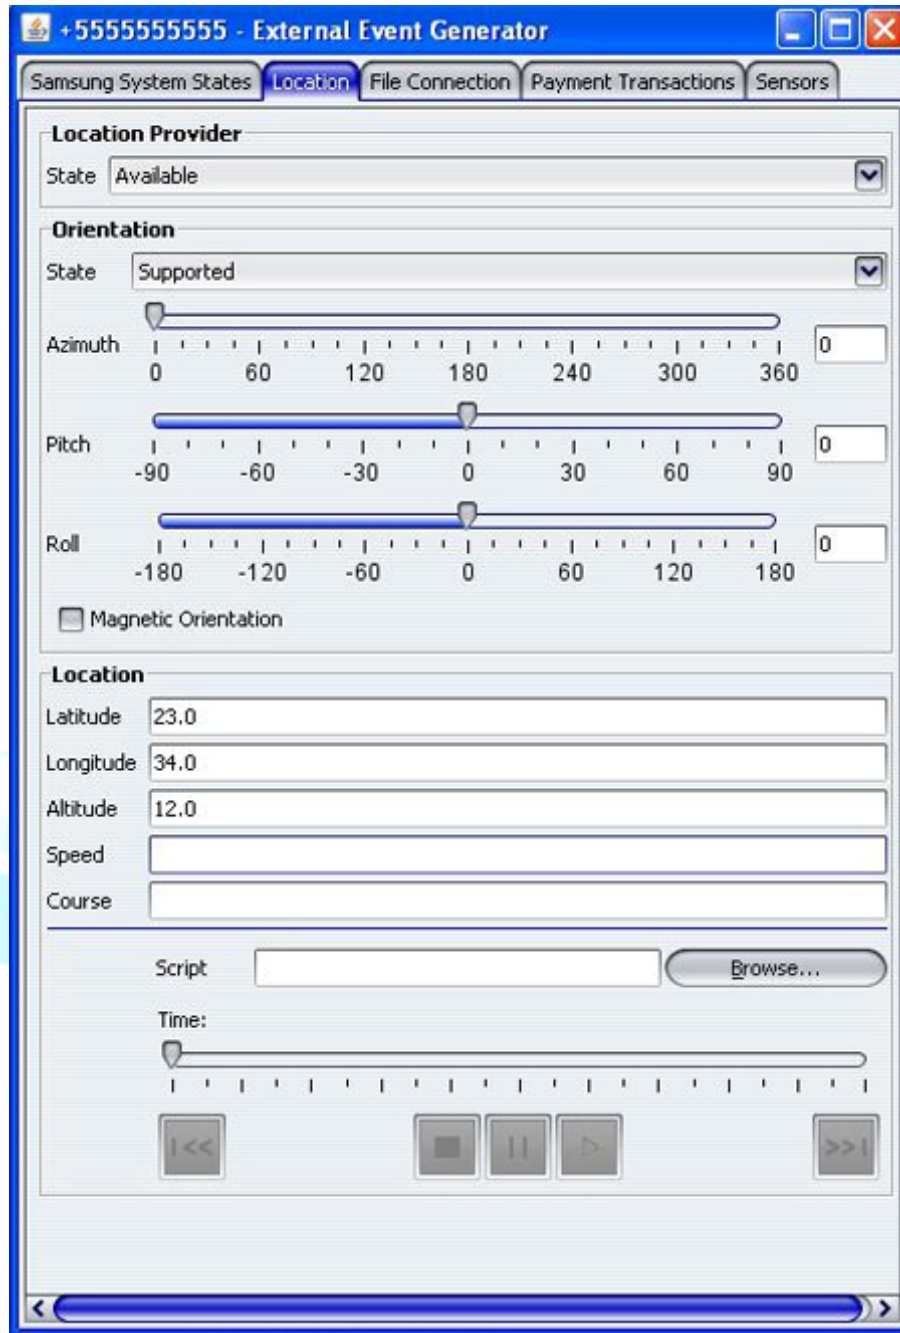 +5555555555 - External Event Generator
Samsung System States Location File Connection Payment Transactions Sensors
Location Provider
State Available
Orientation
State Supported
Azimuth 0
0 60 120 180 240 300 360
Pitch 0
-90 -60 -30 0 30 60 90
Roll 0
-180 -120 -60 0 60 120 180
Magnetic Orientation
Location
Latitude 23.0
Longitude 34.0
Altitude 12.0
Speed
Course
Script Browse...
Time:
|<< >>|